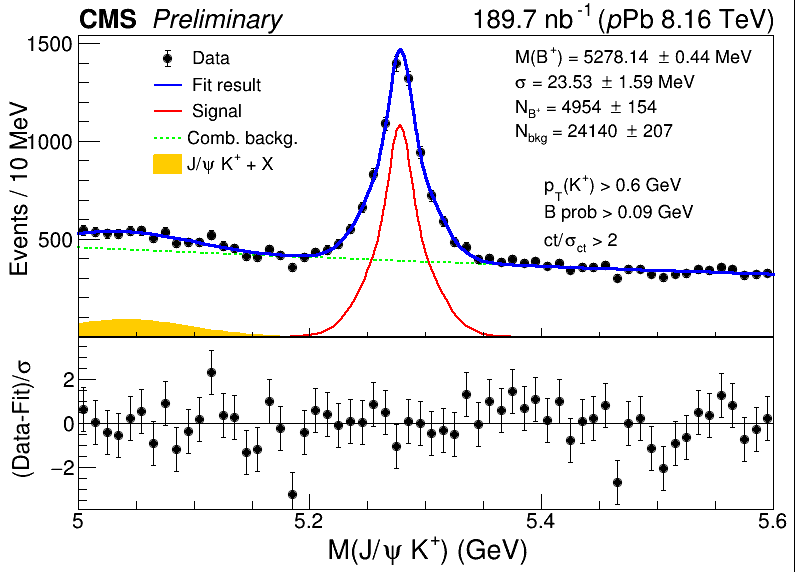 CMS Preliminary 189.7 nb⁻¹ (pPb 8.16 TeV)
Events / 10 MeV
1500
1000
500
Data
Fit result
Signal
Comb. backg.
J/ψ K⁺ + X
M(B⁺) = 5278.14 ± 0.44 MeV
σ = 23.53 ± 1.59 MeV
N_B⁺ = 4954 ± 154
N_bkg = 24140 ± 207
p_T(K⁺) > 0.6 GeV
B prob > 0.09 GeV
ct/σ_ct > 2
(Data-Fit)/σ
2
0
−2
5 5.2 5.4 5.6
M(J/ψ K⁺) (GeV)